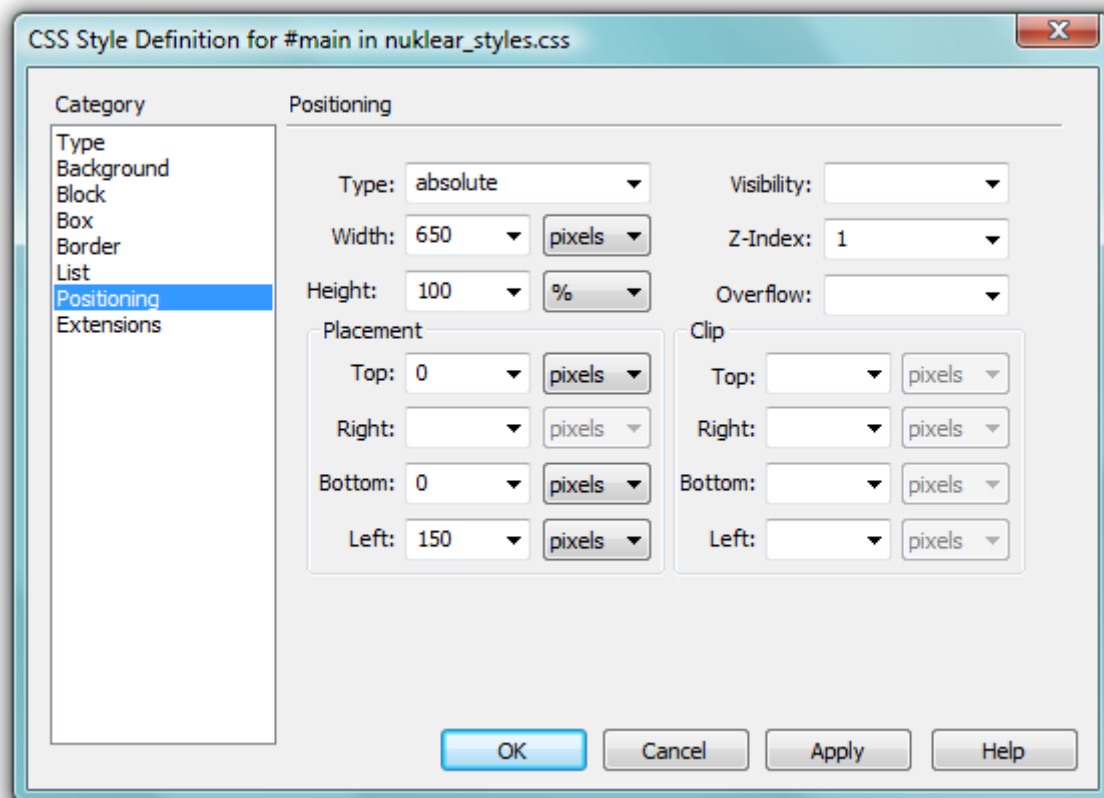 CSS Style Definition for #main in nuklear_styles.css
X
Category
Type
Background
Block
Box
Border
List
Positioning
Extensions
Positioning
Type: absolute
Width: 650 pixels
Height: 100 %
Visibility:
Z-Index: 1
Overflow:
Placement
Top: 0 pixels
Right: pixels
Bottom: 0 pixels
Left: 150 pixels
Clip
Top: pixels
Right: pixels
Bottom: pixels
Left: pixels
OK Cancel Apply Help